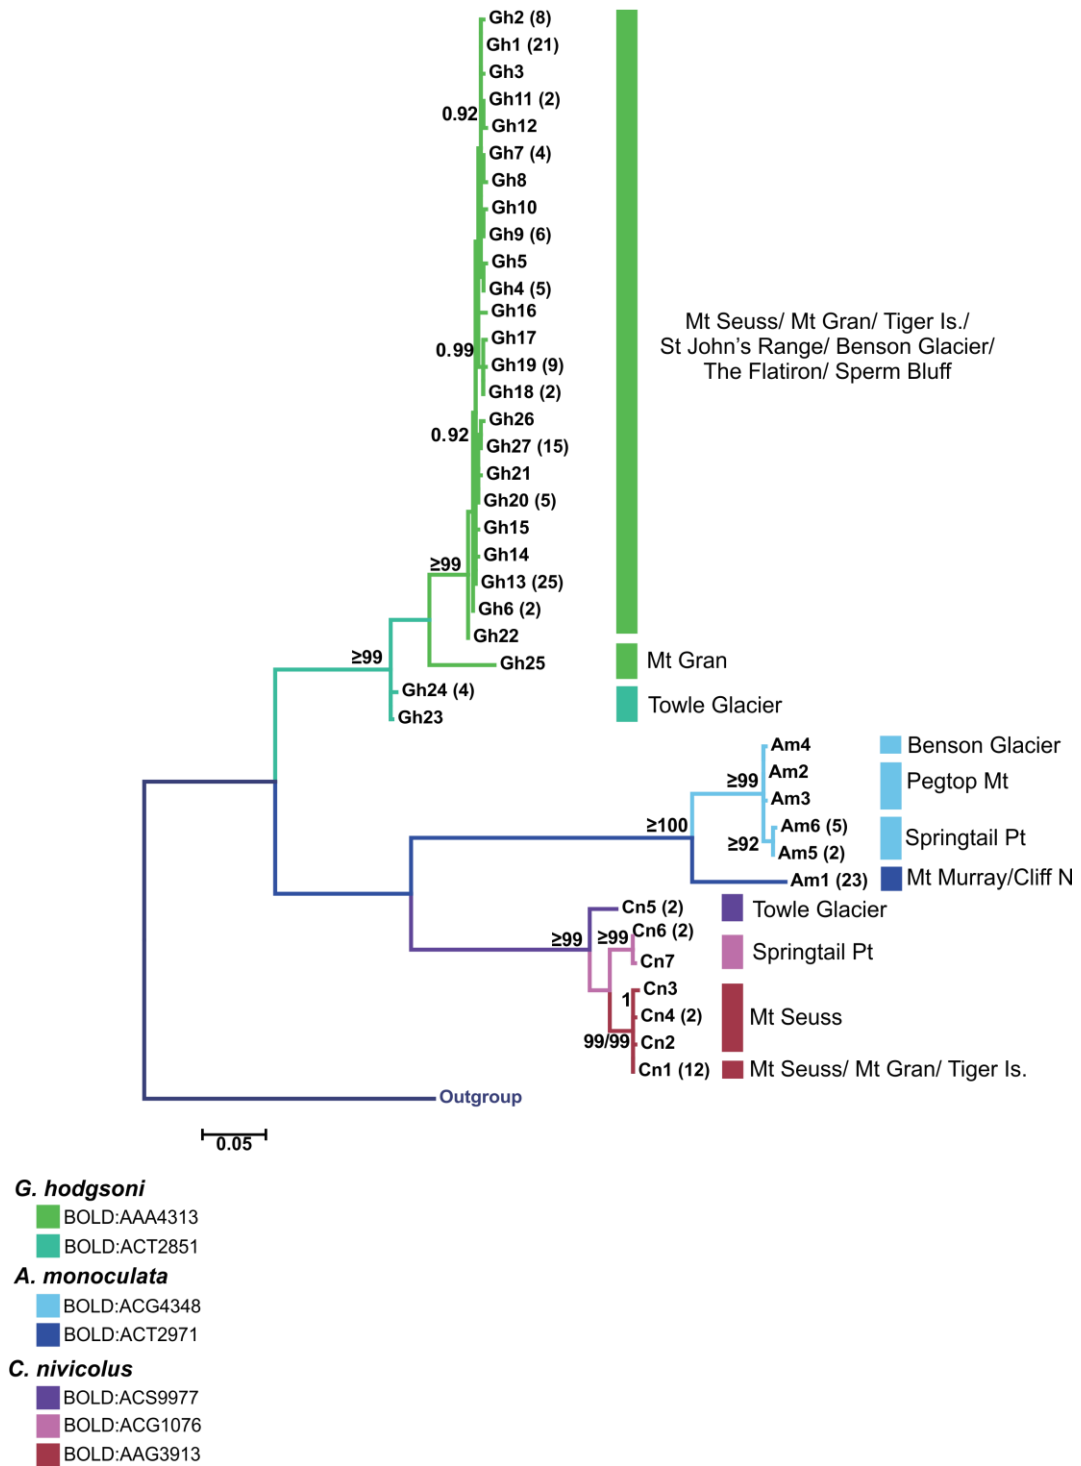 Gh2 (8)
Gh1 (21)
Gh3
Gh11 (2)
0.92
Gh12
Gh7 (4)
Gh8
Gh10
Gh9 (6)
Gh5
Gh4 (5)
Gh16
Mt Seuss/ Mt Gran/ Tiger Is./
St John's Range/ Benson Glacier/
The Flatiron/ Sperm Bluff
Gh17
0.99
Gh19 (9)
Gh18 (2)
Gh26
0.92
Gh27 (15)
Gh21
Gh20 (5)
Gh15
Gh14
≥99
Gh13 (25)
Gh6 (2)
Gh22
≥99
Gh25
Mt Gran
Gh24 (4)
Towle Glacier
Gh23
Am4
Benson Glacier
Am2
≥99
Pegtop Mt
Am3
≥100
Am6 (5)
≥92
Springtail Pt
Am5 (2)
Am1 (23)
Mt Murray/Cliff N
Cn5 (2)
Towle Glacier
≥99
≥99
Cn6 (2)
Springtail Pt
Cn7
Cn3
1
Cn4 (2)
Mt Seuss
99/99
Cn2
Cn1 (12)
Mt Seuss/ Mt Gran/ Tiger Is.
Outgroup
0.05
G. hodgsoni
BOLD:AAA4313
BOLD:ACT2851
A. monoculata
BOLD:ACG4348
BOLD:ACT2971
C. nivicolus
BOLD:ACS9977
BOLD:ACG1076
BOLD:AAG3913